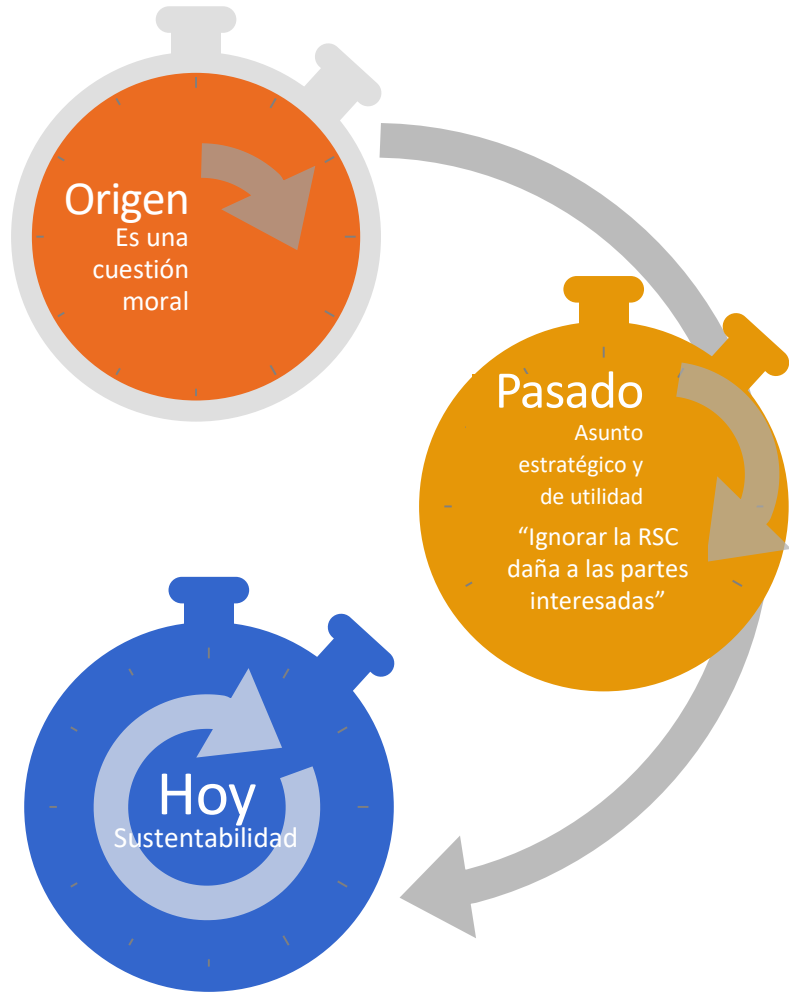 Origen
Es una
cuestión
moral
Pasado
Asunto
estratégico y
de utilidad
“Ignorar la RSC
daña a las partes
interesadas”
Hoy
Sustentabilidad